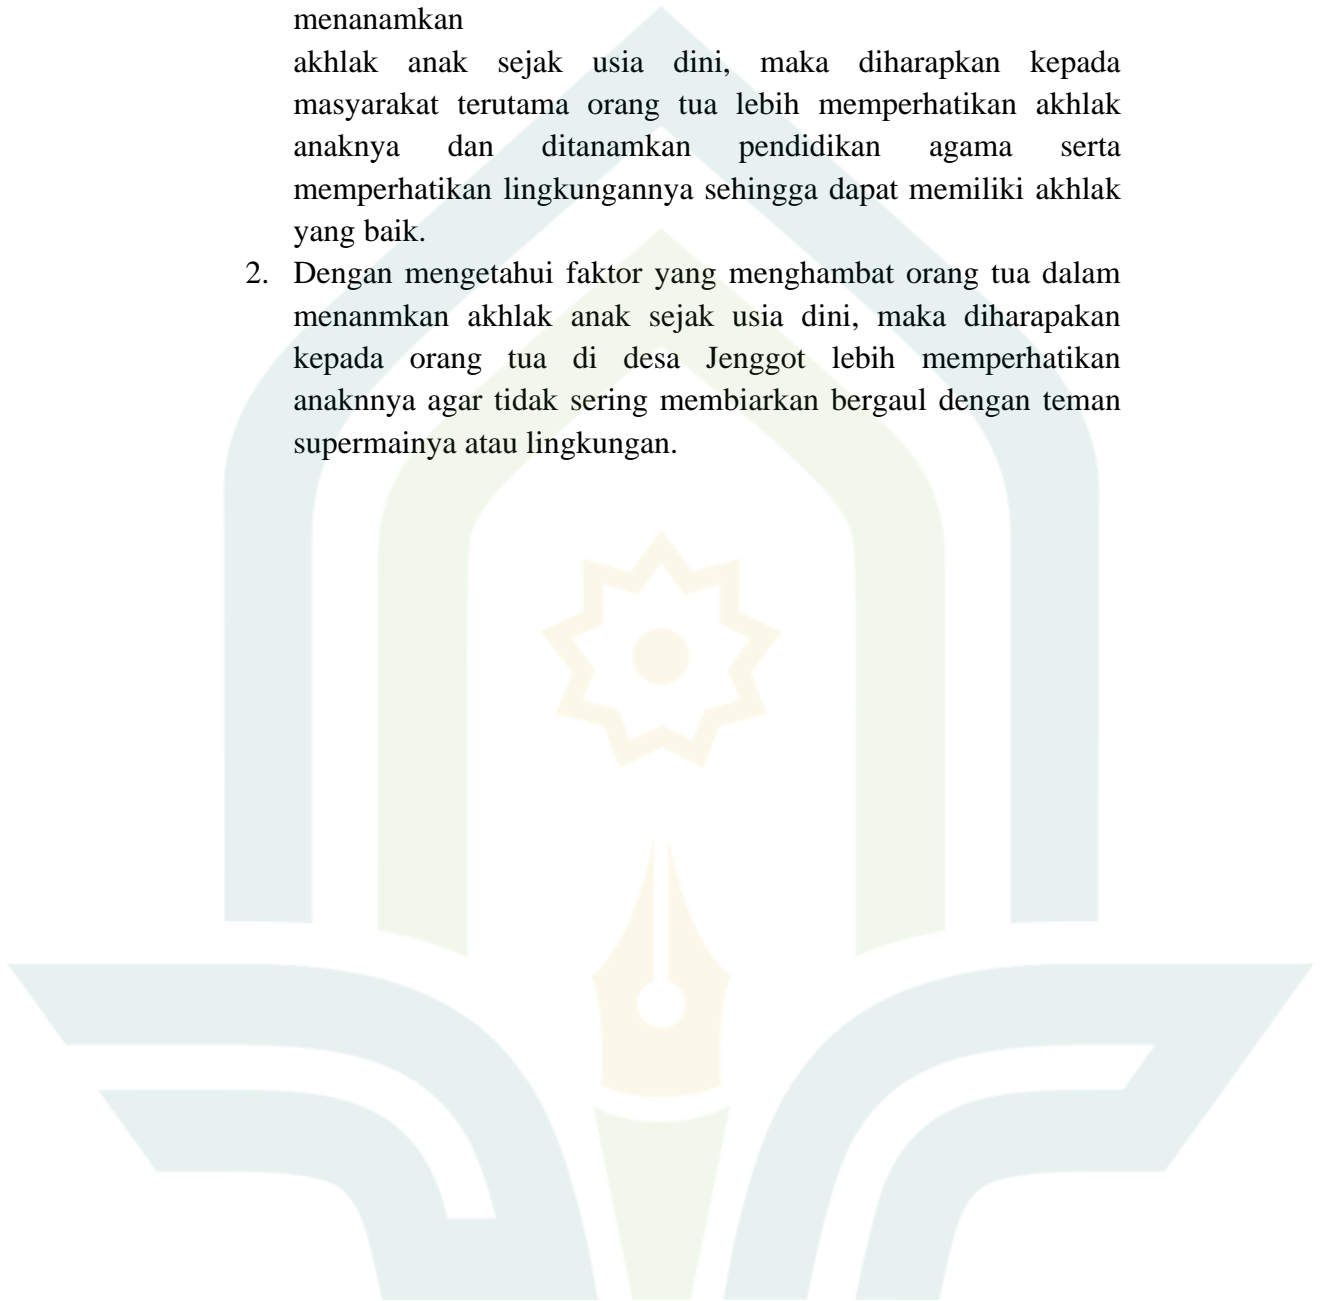 menanamkan
akhlak anak sejak usia dini, maka diharapkan kepada
masyarakat terutama orang tua lebih memperhatikan akhlak
anaknya dan ditanamkan pendidikan agama serta
memperhatikan lingkungannya sehingga dapat memiliki akhlak
yang baik.
2. Dengan mengetahui faktor yang menghambat orang tua dalam
menanmkan akhlak anak sejak usia dini, maka diharapakan
kepada orang tua di desa Jenggot lebih memperhatikan
anaknnya agar tidak sering membiarkan bergaul dengan teman
supermainya atau lingkungan.